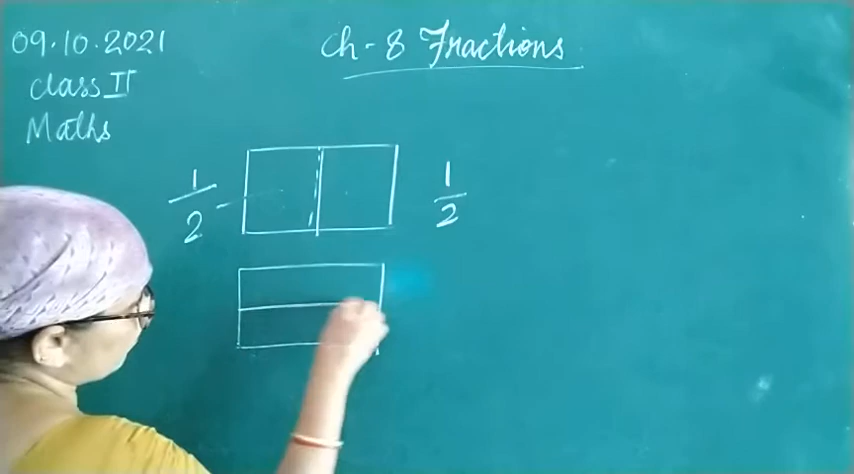 09.10.2021
Ch - 8 Fractions
class II
Maths
1/2
1/2